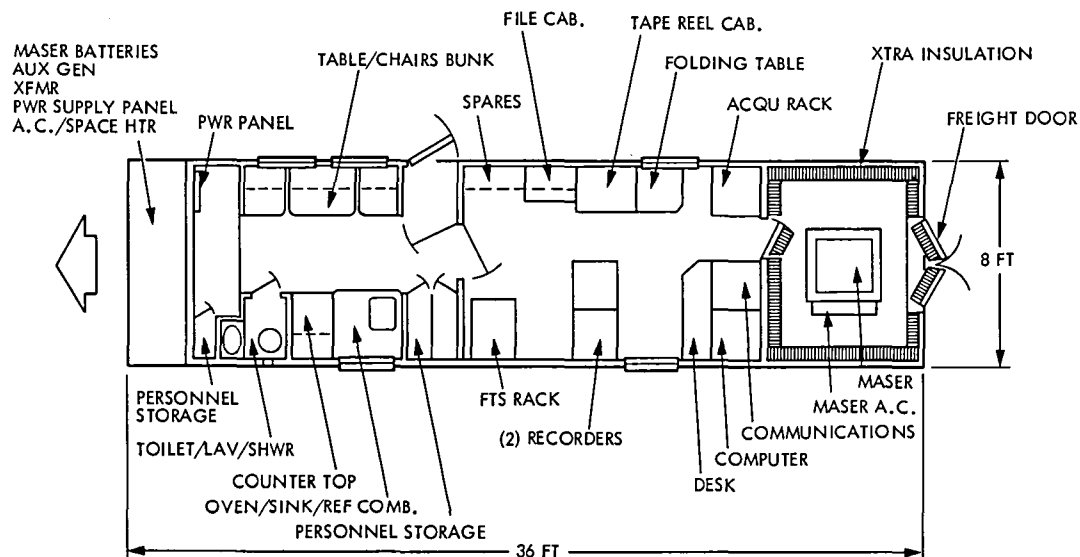 MASER BATTERIES
AUX GEN
XFMR
PWR SUPPLY PANEL
A.C./SPACE HTR
PWR PANEL
TABLE/CHAIRS BUNK
SPARES
FILE CAB.
TAPE REEL CAB.
FOLDING TABLE
ACQU RACK
XTRA INSULATION
FREIGHT DOOR
8 FT
PERSONNEL
STORAGE
TOILET/LAV/SHWR
COUNTER TOP
OVEN/SINK/REF COMB.
PERSONNEL STORAGE
FTS RACK
(2) RECORDERS
DESK
COMPUTER
COMMUNICATIONS
MASER A.C.
MASER
36 FT